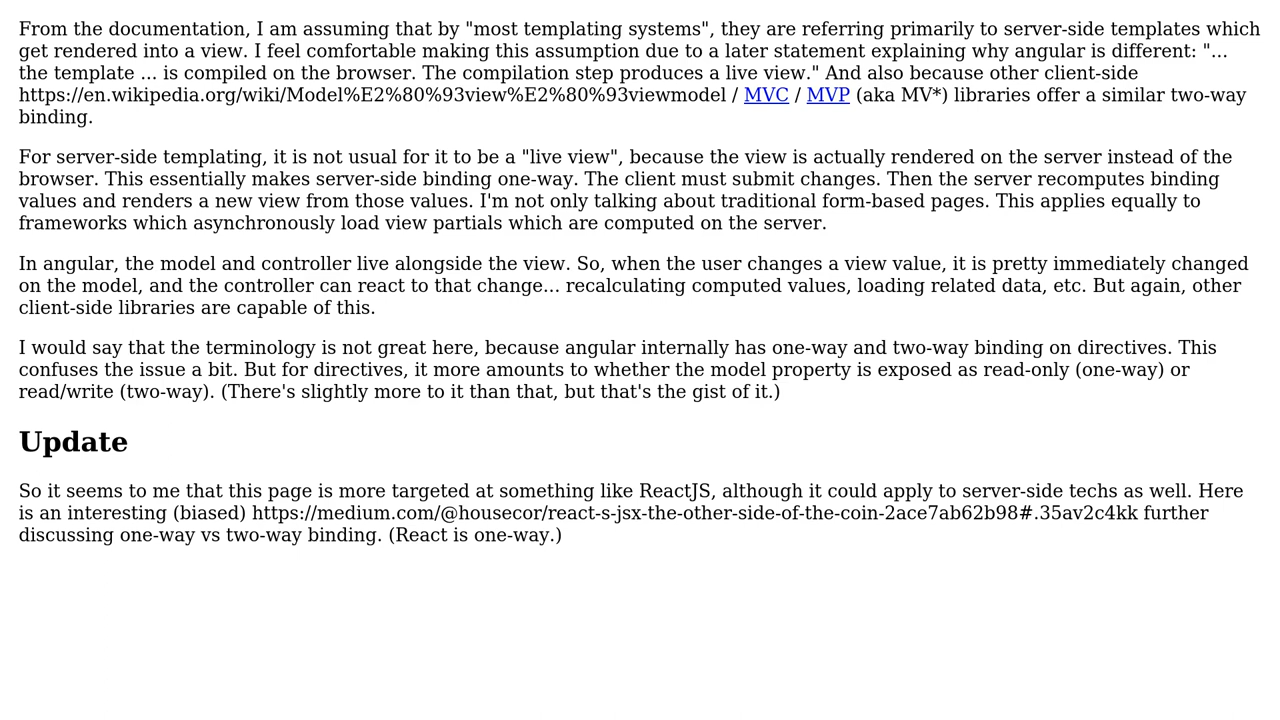 From the documentation, I am assuming that by "most templating systems", they are referring primarily to server-side templates which
get rendered into a view. I feel comfortable making this assumption due to a later statement explaining why angular is different: "...
the template ... is compiled on the browser. The compilation step produces a live view." And also because other client-side
https://en.wikipedia.org/wiki/Model%E2%80%93view%E2%80%93viewmodel / MVC / MVP (aka MV*) libraries offer a similar two-way
binding.
For server-side templating, it is not usual for it to be a "live view", because the view is actually rendered on the server instead of the
browser. This essentially makes server-side binding one-way. The client must submit changes. Then the server recomputes binding
values and renders a new view from those values. I'm not only talking about traditional form-based pages. This applies equally to
frameworks which asynchronously load view partials which are computed on the server.
In angular, the model and controller live alongside the view. So, when the user changes a view value, it is pretty immediately changed
on the model, and the controller can react to that change... recalculating computed values, loading related data, etc. But again, other
client-side libraries are capable of this.
I would say that the terminology is not great here, because angular internally has one-way and two-way binding on directives. This
confuses the issue a bit. But for directives, it more amounts to whether the model property is exposed as read-only (one-way) or
read/write (two-way). (There's slightly more to it than that, but that's the gist of it.)
Update
So it seems to me that this page is more targeted at something like ReactJS, although it could apply to server-side techs as well. Here
is an interesting (biased) https://medium.com/@housecor/react-s-jsx-the-other-side-of-the-coin-2ace7ab62b98#.35av2c4kk further
discussing one-way vs two-way binding. (React is one-way.)